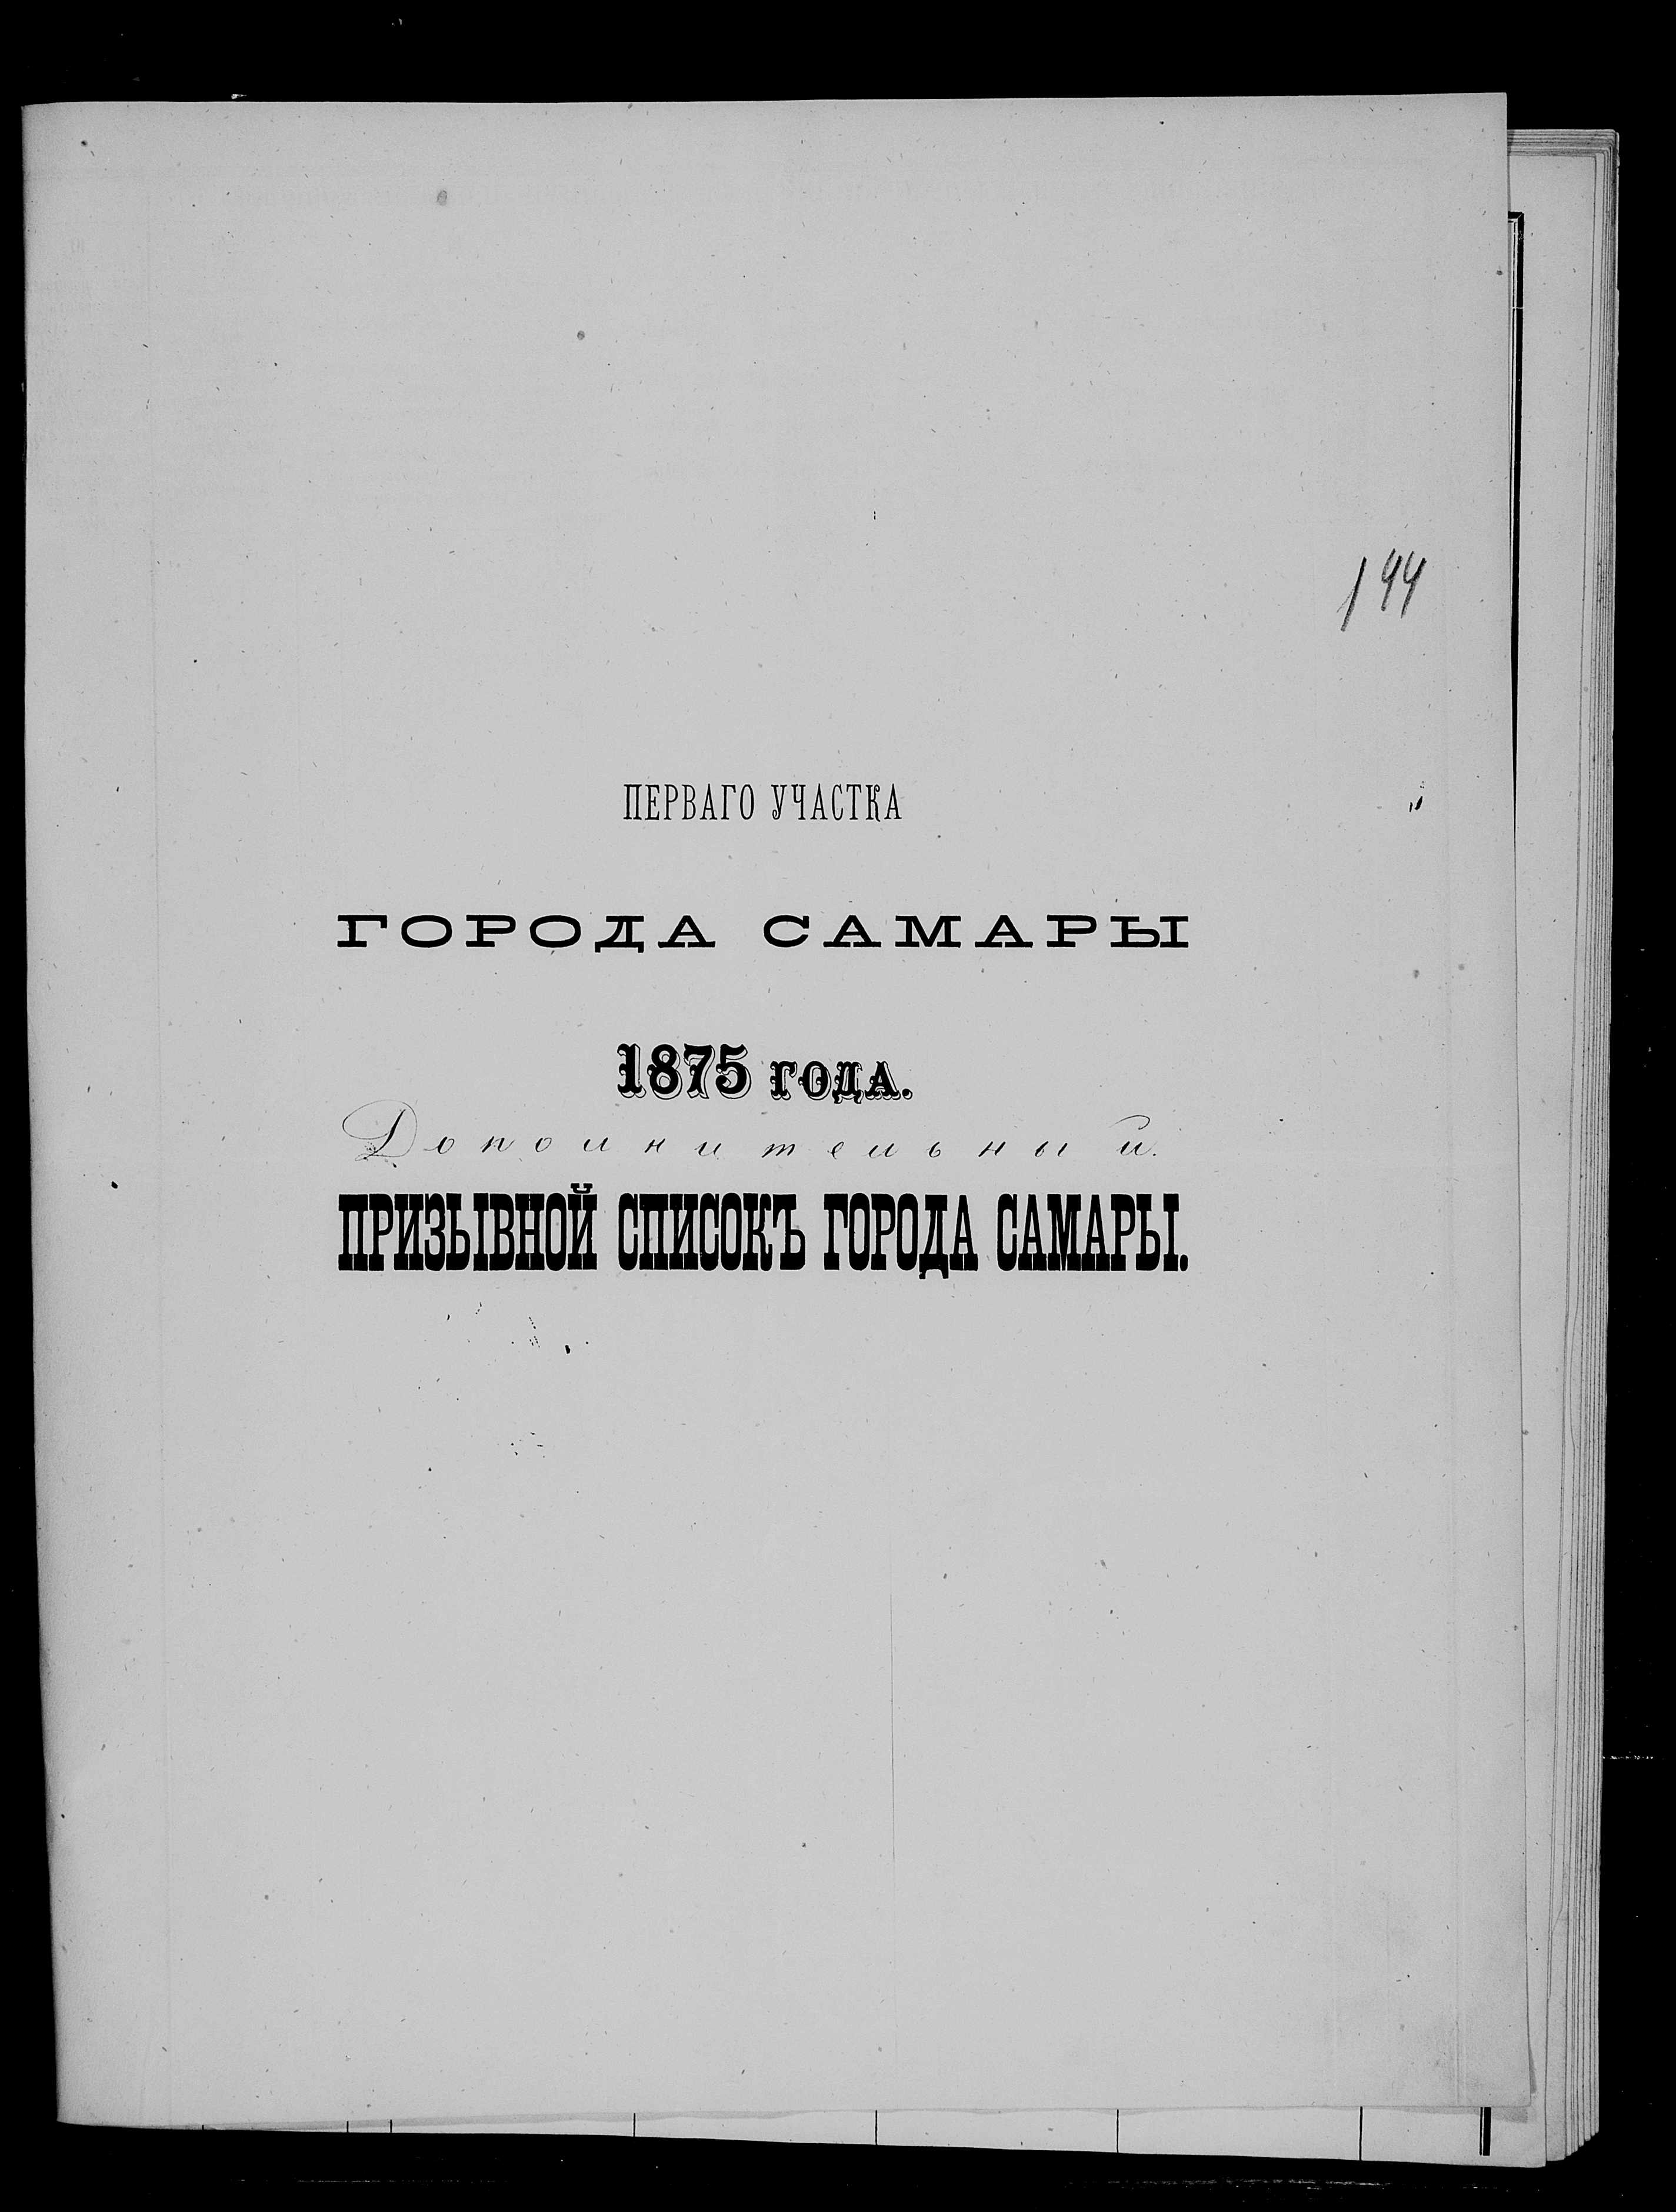 144
ПЕРВАГО УЧАСТКА
ГОРОДА САМАРЫ
1875 года.
Дополнительный.
ПРИЗЫВНОЙ СПИСОКЪ ГОРОДА САМАРЫ.